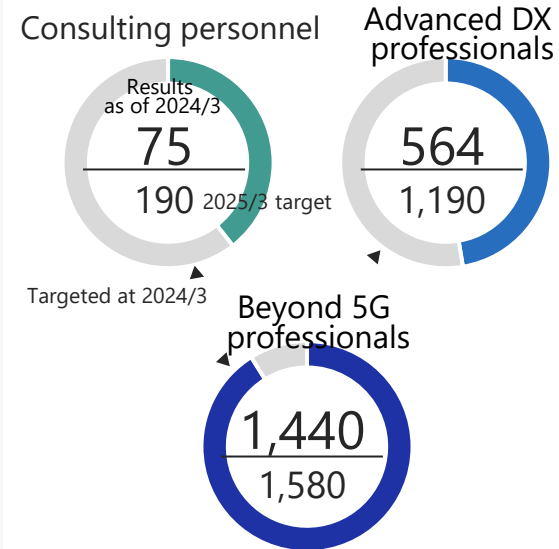 Consulting personnel
Results
as of 2024/3
75
190
2025/3 target
Targeted at 2024/3
Advanced DX
professionals
564
1,190
Beyond 5G
professionals
1,440
1,580